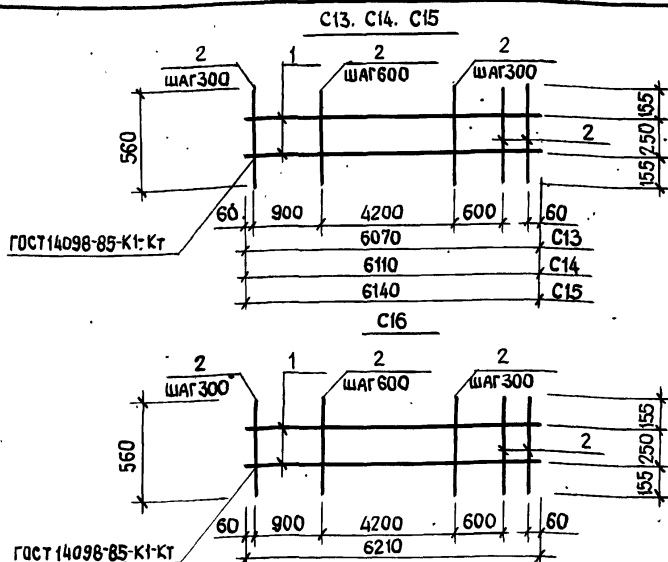 С13. С14. С15
2 1 2 2
ШАГ300 ШАГ600 ШАГ300
560
155
250
155
2
60 900 4200 600 60
ГОСТ14098-85-К1-Кт
6070 С13
6110 С14
6140 С15
С16
2 1 2 2
ШАГ300 ШАГ600 ШАГ300
560
155
250
155
2
60 900 4200 600 60
ГОСТ14098-85-К1-КТ
6210